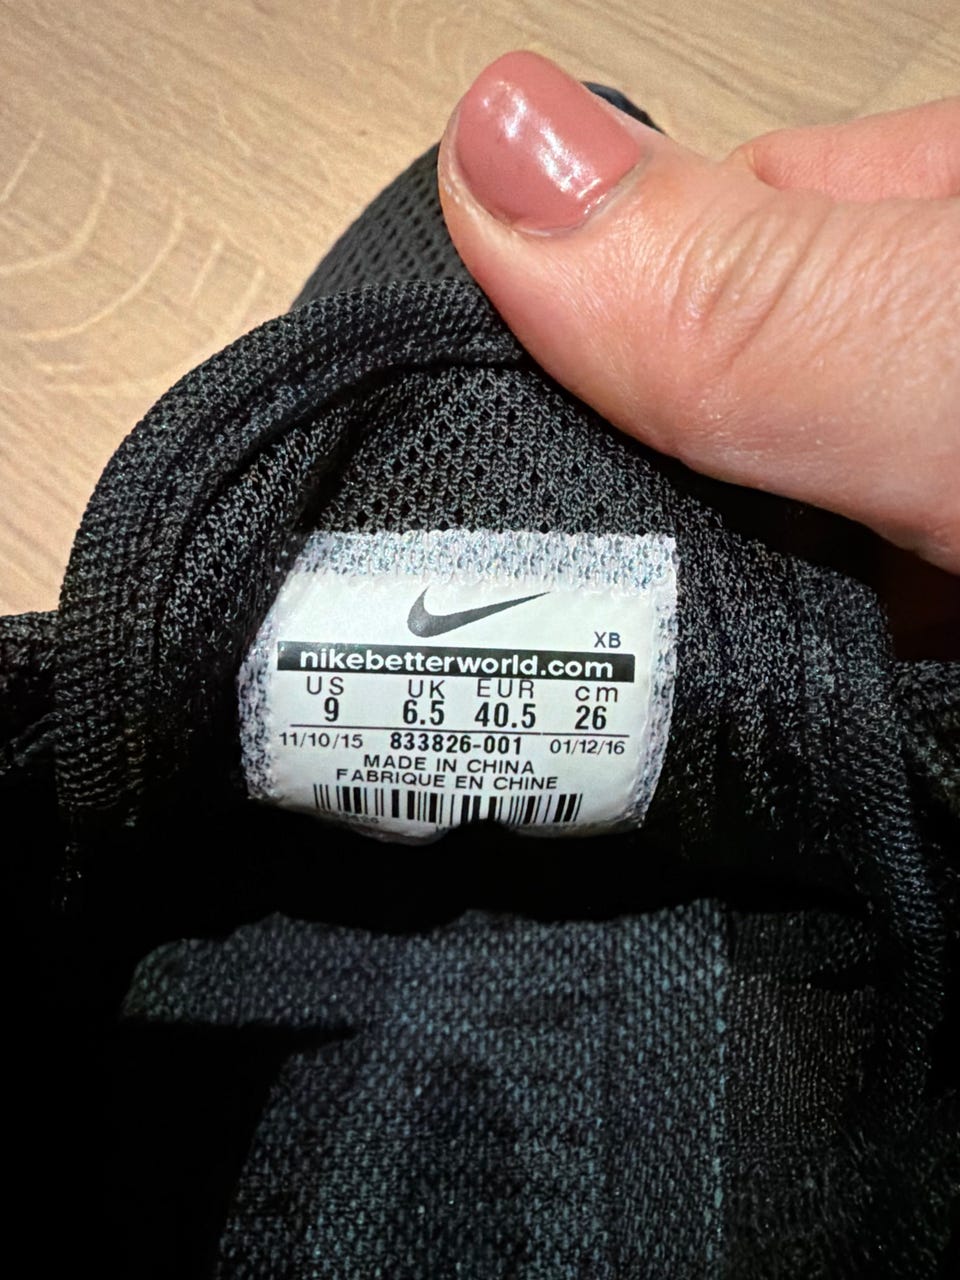 XB
nikebetterworld.com
US UK EUR cm
9 6.5 40.5 26
11/10/15 833826-001 01/12/16
MADE IN CHINA
FABRIQUE EN CHINE